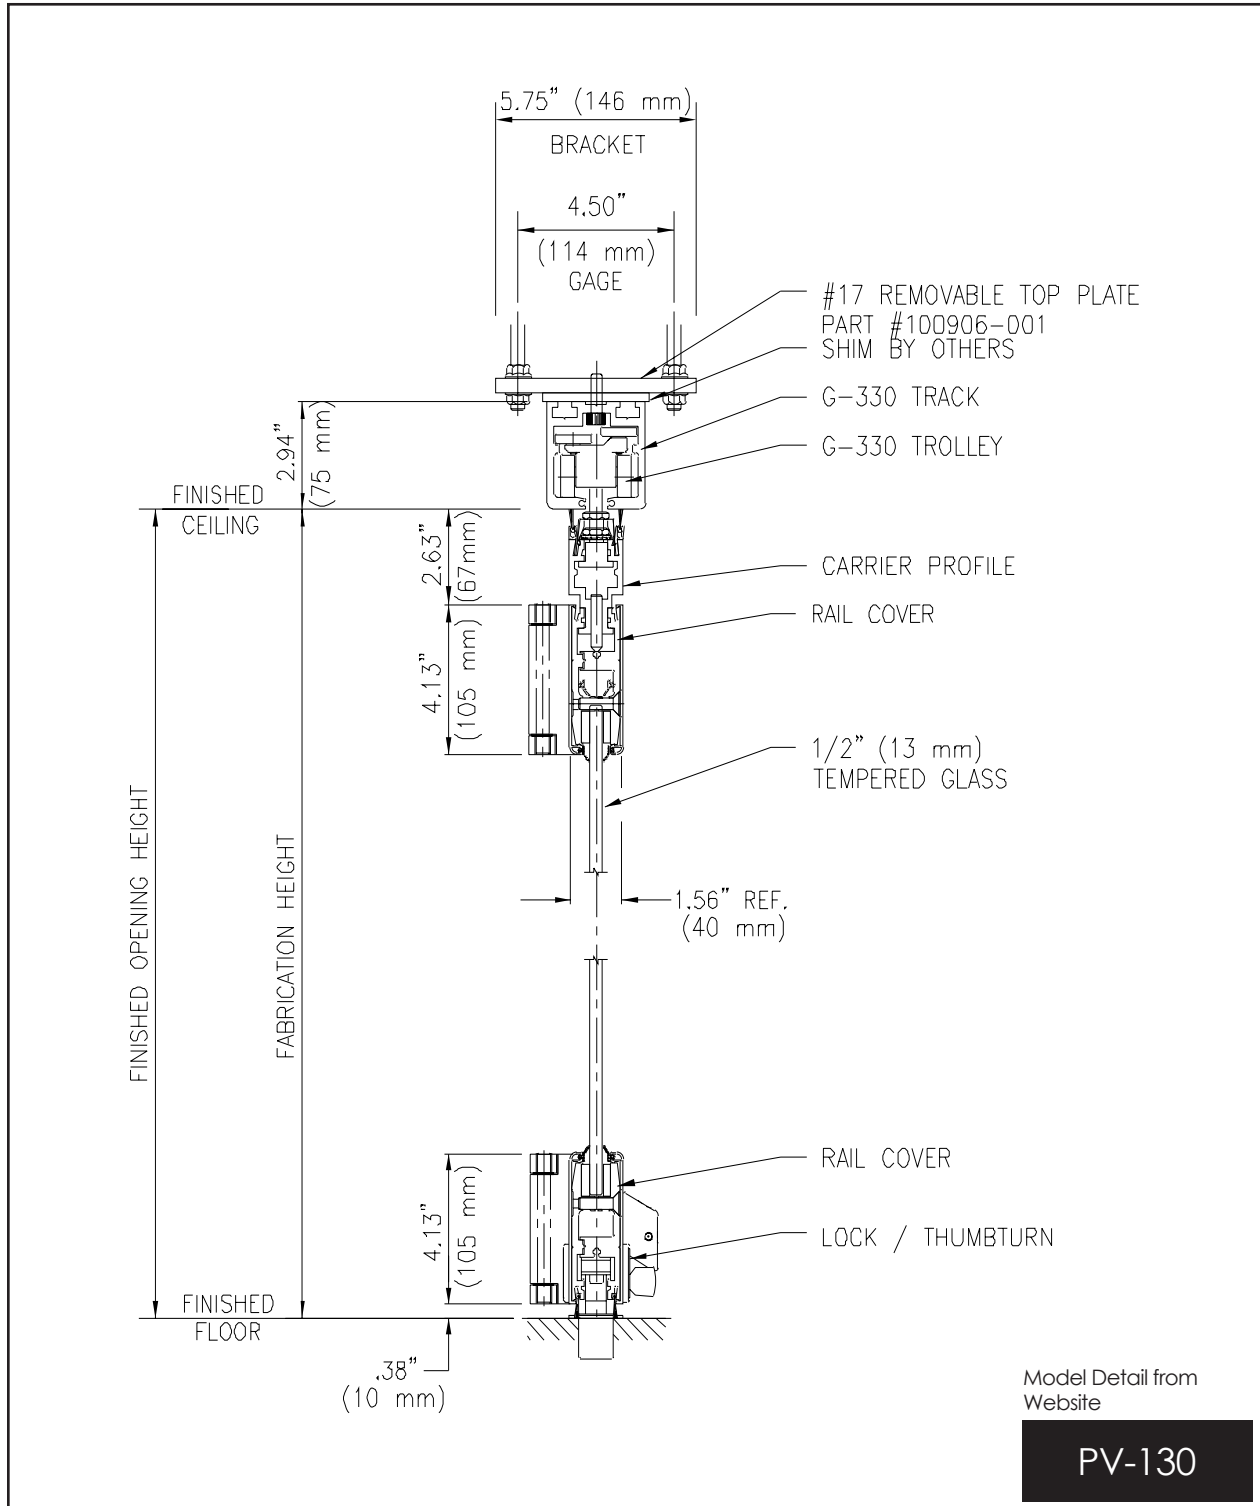 5.75" (146 mm)
BRACKET
4.50"
(114 mm)
GAGE
#17 REMOVABLE TOP PLATE
PART #100906-001
SHIM BY OTHERS
G-330 TRACK
G-330 TROLLEY
2.94"
(75 mm)
FINISHED
CEILING
2.63"
(67mm)
CARRIER PROFILE
RAIL COVER
4.13"
(105 mm)
1/2" (13 mm)
TEMPERED GLASS
FINISHED OPENING HEIGHT
FABRICATION HEIGHT
1.56" REF.
(40 mm)
RAIL COVER
4.13"
(105 mm)
LOCK / THUMBTURN
FINISHED
FLOOR
.38"
(10 mm)
Model Detail from
Website
PV-130